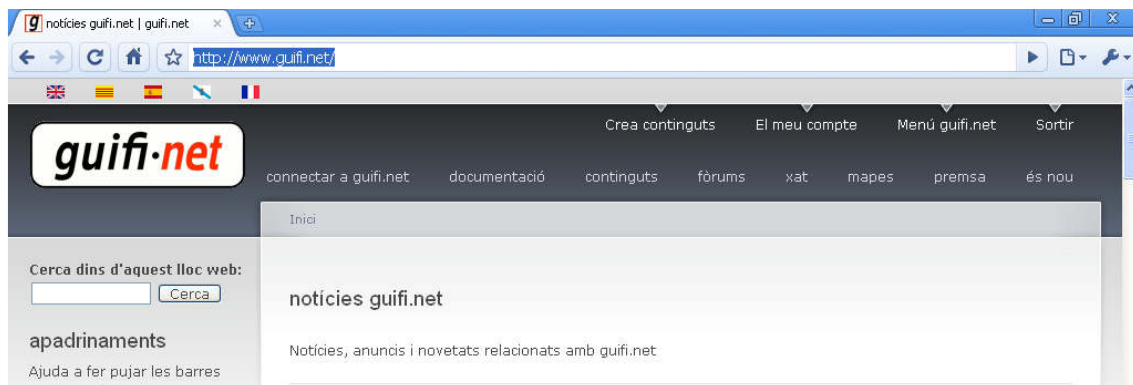 notícies guifi.net | guifi.net
http://www.guifi.net/
Crea continguts El meu compte Menú guifi.net Sortir
guifi·net
connectar a guifi.net documentació continguts fòrums xat mapes premsa és nou
Inici
Cerca dins d'aquest lloc web:
Cerca
notícies guifi.net
apadrinaments
Notícies, anuncis i novetats relacionats amb guifi.net
Ajuda a fer pujar les barres